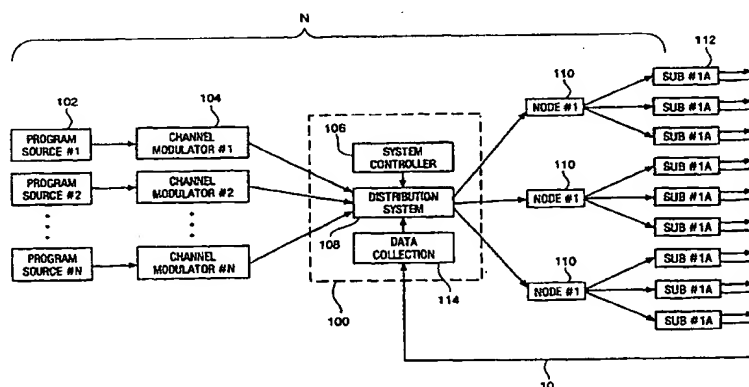 N
102
PROGRAM
SOURCE #1
104
CHANNEL
MODULATOR #1
PROGRAM
SOURCE #2
CHANNEL
MODULATOR #2
PROGRAM
SOURCE #N
CHANNEL
MODULATOR #N
106
SYSTEM
CONTROLLER
DISTRIBUTION
SYSTEM
108
DATA
COLLECTION
114
100
110
NODE #1
110
NODE #1
110
NODE #1
112
SUB #1A
SUB #1A
SUB #1A
SUB #1A
SUB #1A
SUB #1A
SUB #1A
SUB #1A
SUB #1A
10